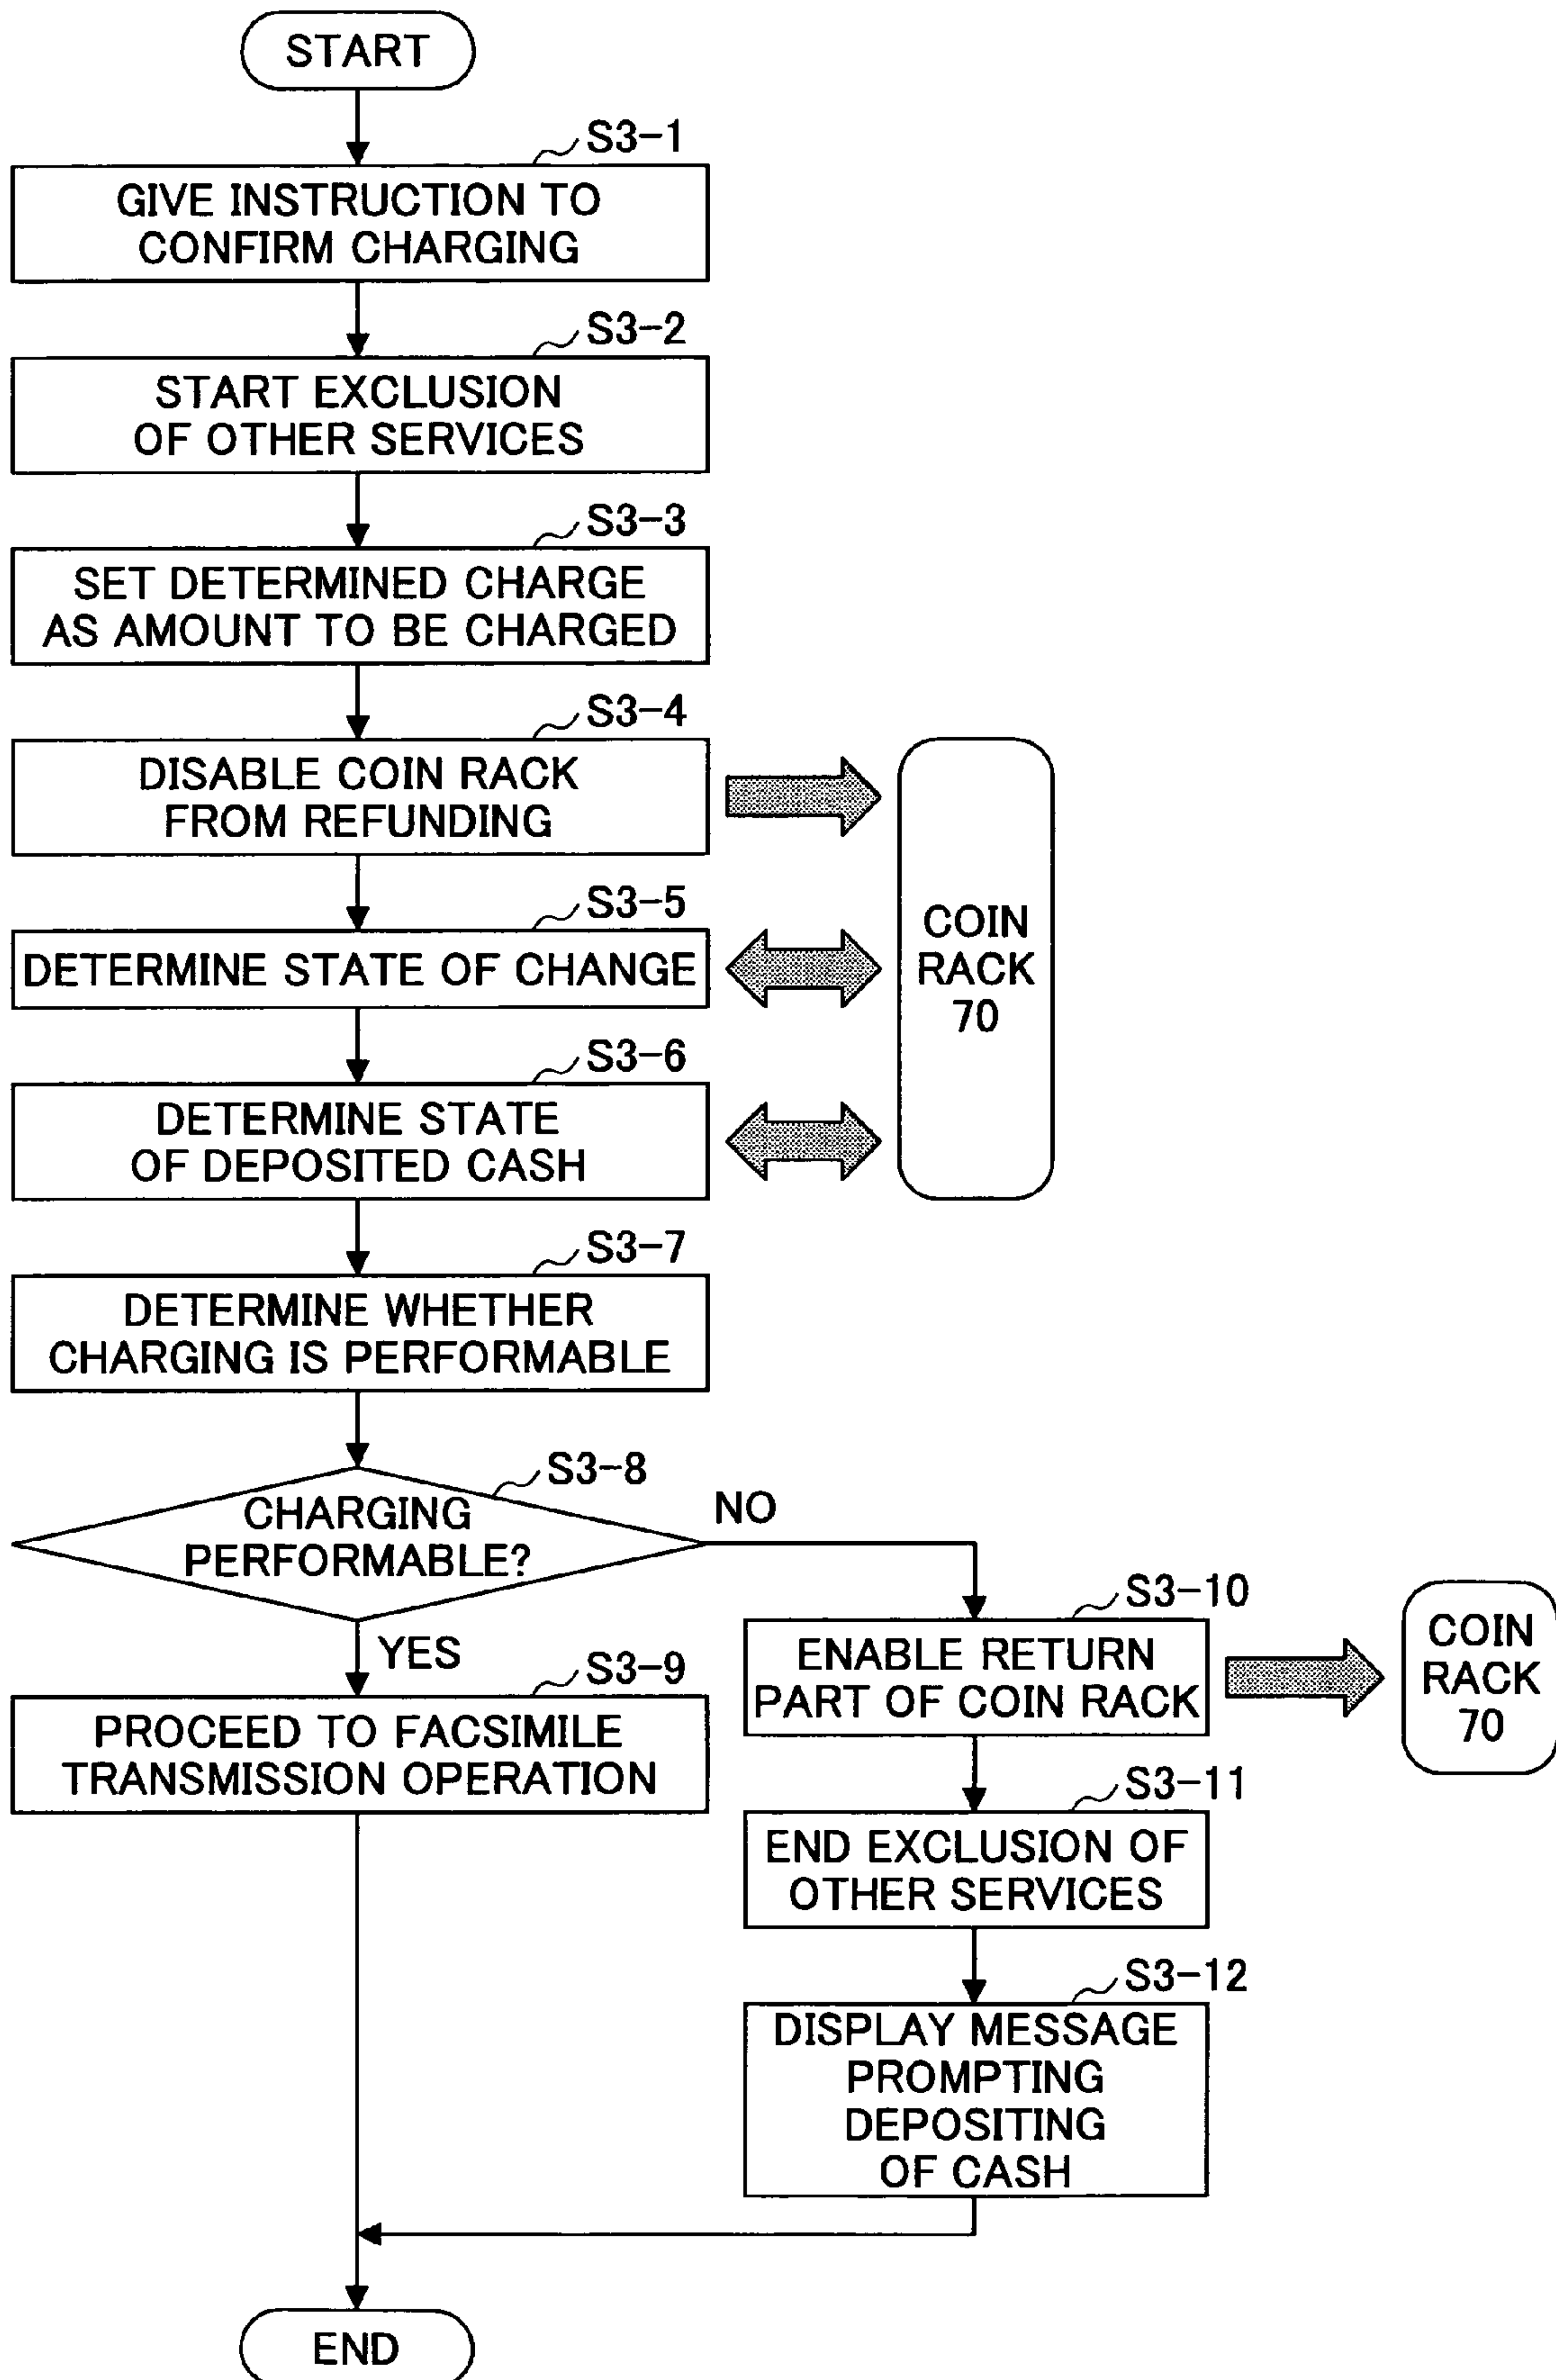 START
S3-1
GIVE INSTRUCTION TO
CONFIRM CHARGING
S3-2
START EXCLUSION
OF OTHER SERVICES
S3-3
SET DETERMINED CHARGE
AS AMOUNT TO BE CHARGED
S3-4
DISABLE COIN RACK
FROM REFUNDING
S3-5
DETERMINE STATE OF CHANGE
COIN
RACK
70
S3-6
DETERMINE STATE
OF DEPOSITED CASH
S3-7
DETERMINE WHETHER
CHARGING IS PERFORMABLE
S3-8
CHARGING
PERFORMABLE?
NO
YES
S3-9
PROCEED TO FACSIMILE
TRANSMISSION OPERATION
S3-10
ENABLE RETURN
PART OF COIN RACK
COIN
RACK
70
S3-11
END EXCLUSION OF
OTHER SERVICES
S3-12
DISPLAY MESSAGE
PROMPTING
DEPOSITING
OF CASH
END